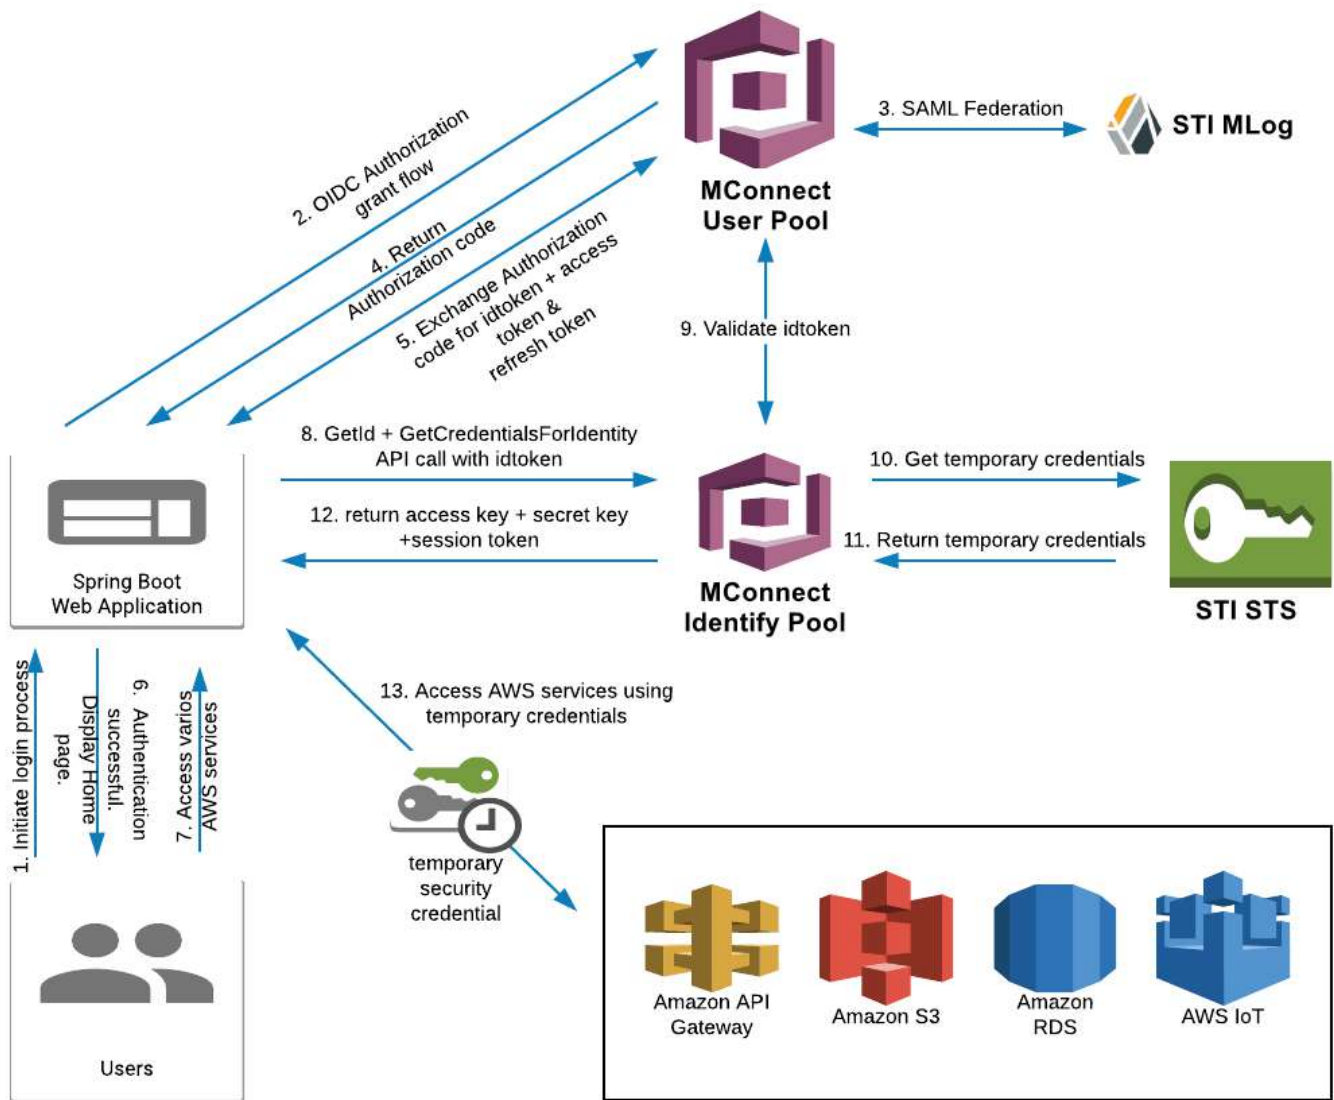 2. OIDC Authorization
grant flow
3. SAML Federation
STI MLog
MConnect
User Pool
4. Return
Authorization code
5. Exchange Authorization
code for idtoken + access
token &
refresh token
9. Validate idtoken
8. GetId + GetCredentialsForIdentity
API call with idtoken
10. Get temporary credentials
12. return access key + secret key
+session token
11. Return temporary credentials
Spring Boot
Web Application
MConnect
Identify Pool
STI STS
1. Initiate login process
6. Authentication
successful.
Display Home
page.
7. Access varios
AWS services
13. Access AWS services using
temporary credentials
temporary
security
credential
Users
Amazon API
Gateway
Amazon S3
Amazon
RDS
AWS IoT